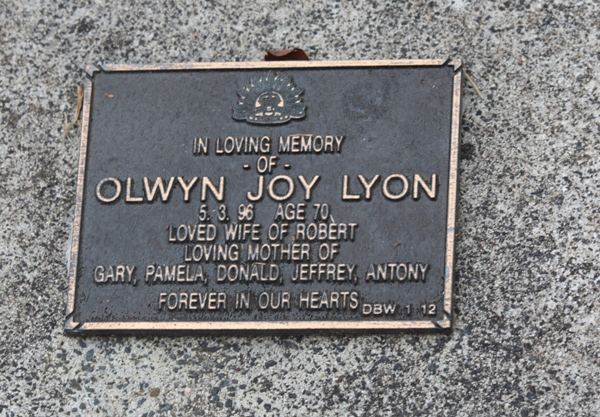 IN LOVING MEMORY
- OF -
OLWYN JOY LYON
5. 3. 96 AGE 70
LOVED WIFE OF ROBERT
LOVING MOTHER OF
GARY, PAMELA, DONALD, JEFFREY, ANTONY
FOREVER IN OUR HEARTS
DBW 1 12